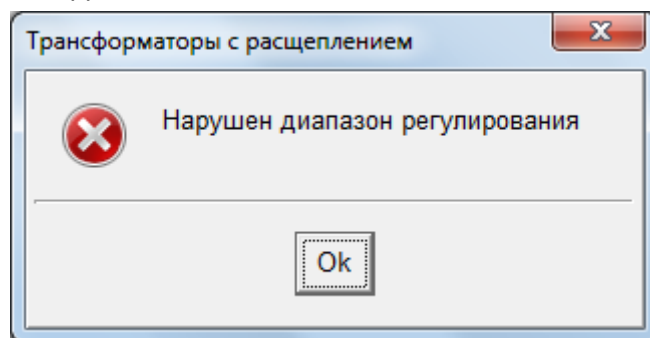 Трансформаторы с расщеплением
Нарушен диапазон регулирования
Ok